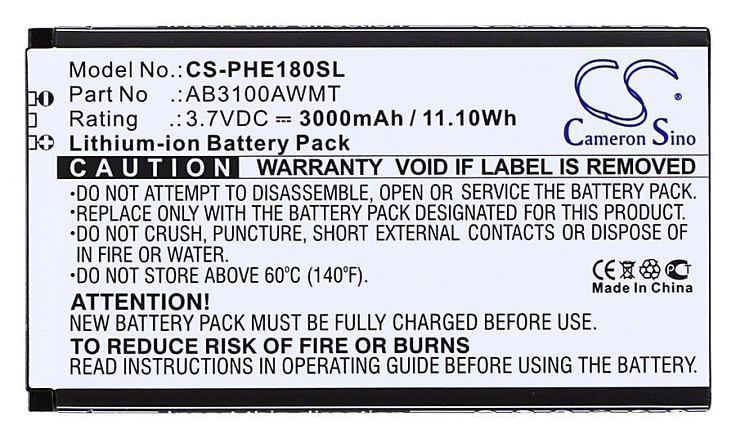 Model No.: CS-PHE180SL
Part No : AB3100AWMT
Rating : 3.7VDC ⎓ 3000mAh / 11.10Wh
Lithium-ion Battery Pack
CS
Cameron Sino
CAUTION WARRANTY VOID IF LABEL IS REMOVED
•DO NOT ATTEMPT TO DISASSEMBLE, OPEN OR SERVICE THE BATTERY PACK.
•REPLACE ONLY WITH THE BATTERY PACK DESIGNATED FOR THIS PRODUCT.
•DO NOT CRUSH, PUNCTURE, SHORT EXTERNAL CONTACTS OR DISPOSE OF
IN FIRE OR WATER.
•DO NOT STORE ABOVE 60°C (140°F).
CE
Made In China
ATTENTION!
NEW BATTERY PACK MUST BE FULLY CHARGED BEFORE USE
TO REDUCE RISK OF FIRE OR BURNS
READ INSTRUCTIONS IN OPERATING GUIDE BEFORE USING BATTERY PACK